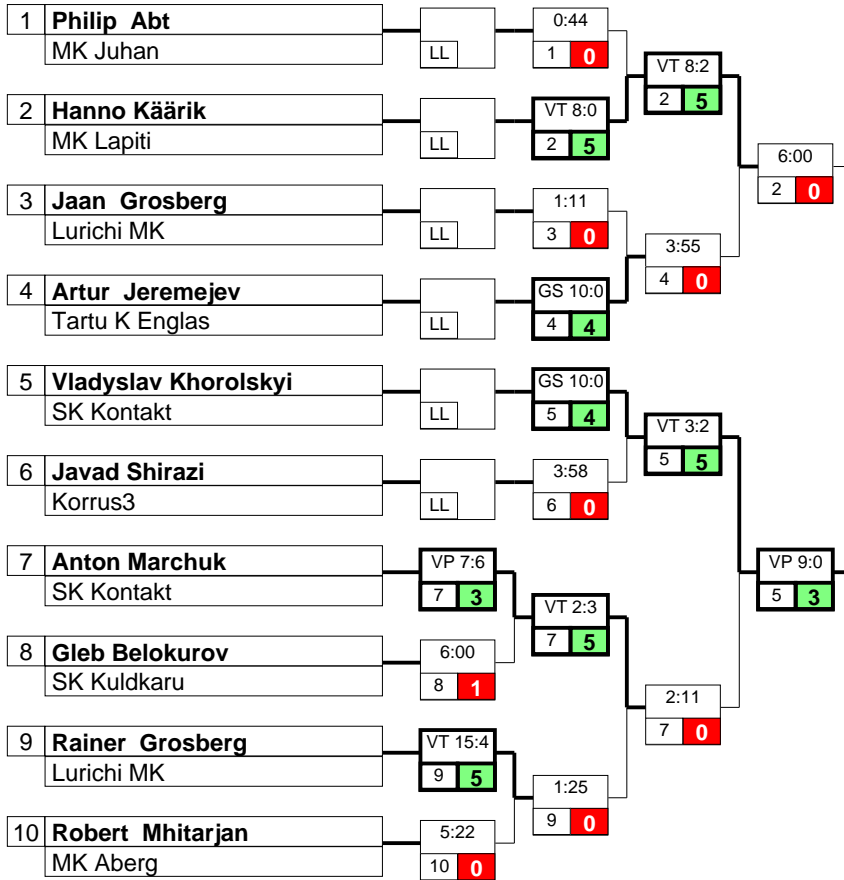 1 Philip Abt
MK Juhan
LL
0:44
1 0
VT 8:2
2 5
2 Hanno Käärik
MK Lapiti
LL
VT 8:0
2 5
6:00
2 0
3 Jaan Grosberg
Lurichi MK
LL
1:11
3 0
3:55
4 0
4 Artur Jeremejev
Tartu K Englas
LL
GS 10:0
4 4
5 Vladyslav Khorolskyi
SK Kontakt
LL
GS 10:0
5 4
VT 3:2
5 5
6 Javad Shirazi
Korrus3
LL
3:58
6 0
7 Anton Marchuk
SK Kontakt
VP 7:6
7 3
VP 9:0
5 3
VT 2:3
7 5
8 Gleb Belokurov
SK Kuldkaru
6:00
8 1
2:11
7 0
9 Rainer Grosberg
Lurichi MK
VT 15:4
9 5
1:25
9 0
10 Robert Mhitarjan
MK Aberg
5:22
10 0